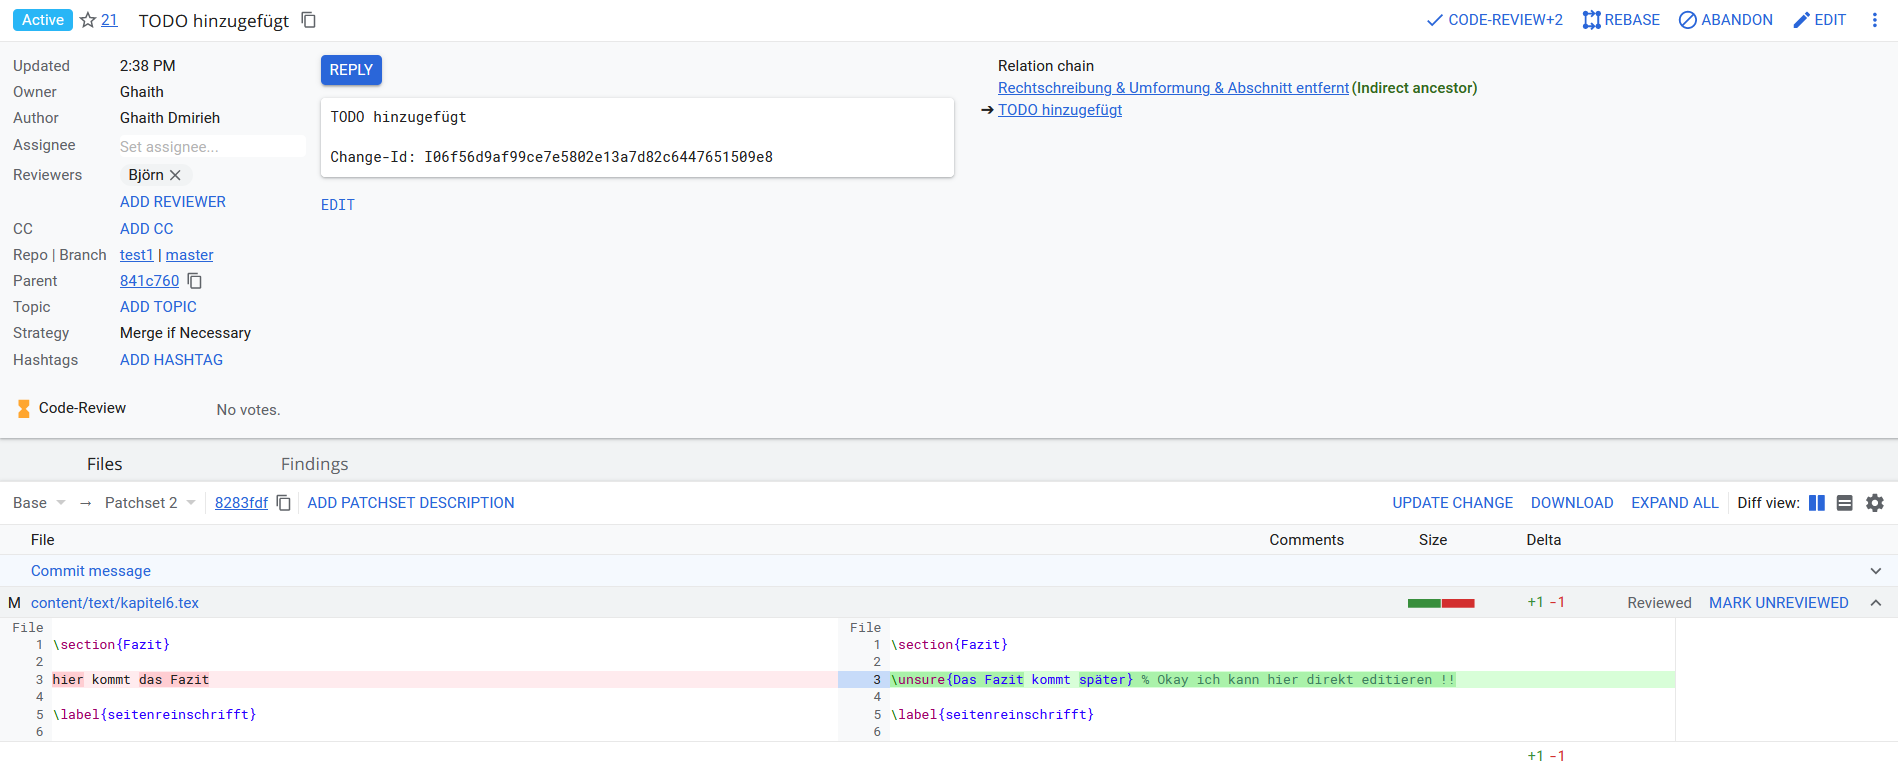 Active 21 TODO hinzugefügt CODE-REVIEW+2 REBASE ABANDON EDIT
Updated 2:38 PM
Owner Ghaith
Author Ghaith Dmirieh
Assignee Set assignee...
Reviewers Björn
ADD REVIEWER
CC ADD CC
Repo | Branch test1 | master
Parent 841c760
Topic ADD TOPIC
Strategy Merge if Necessary
Hashtags ADD HASHTAG
Code-Review No votes.
REPLY
TODO hinzugefügt
Change-Id: I06f56d9af99ce7e5802e13a7d82c6447651509e8
EDIT
Relation chain
Rechtschreibung & Umformung & Abschnitt entfernt (Indirect ancestor)
➔ TODO hinzugefügt
Files Findings
Base → Patchset 2 8283fdf ADD PATCHSET DESCRIPTION UPDATE CHANGE DOWNLOAD EXPAND ALL Diff view:
File Comments Size Delta
Commit message
M content/text/kapitel6.tex +1 -1 Reviewed MARK UNREVIEWED
File
1 \section{Fazit}
2
3 hier kommt das Fazit
4
5 \label{seitenreinschrifft}
6
File
1 \section{Fazit}
2
3 \unsure{Das Fazit kommt später} % Okay ich kann hier direkt editieren !!
4
5 \label{seitenreinschrifft}
6
+1 -1